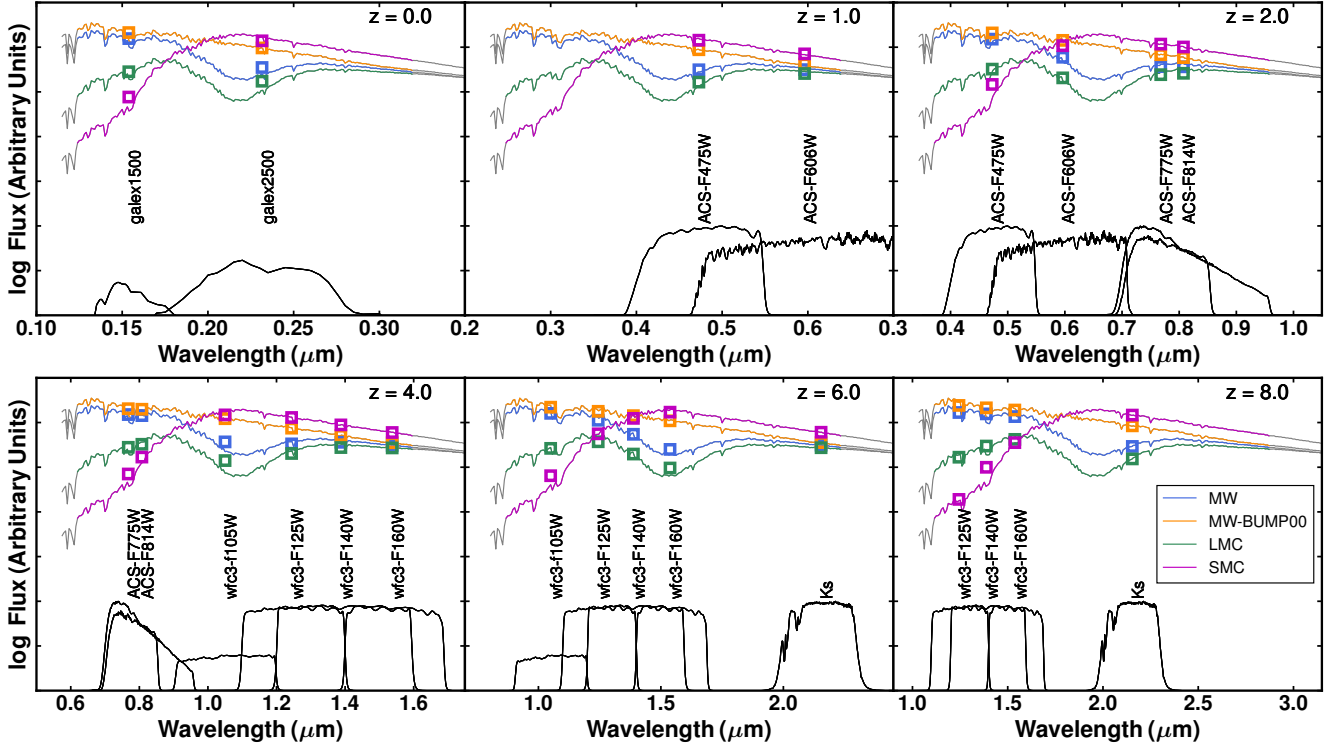 z = 0.0
z = 1.0
z = 2.0
log Flux (Arbitrary Units)
galex1500
galex2500
ACS-F475W
ACS-F606W
ACS-F475W
ACS-F606W
ACS-F775W
ACS-F814W
0.10 0.15 0.20 0.25 0.30 0.2 0.3 0.4 0.5 0.6 0.3 0.4 0.5 0.6 0.7 0.8 0.9 1.0
Wavelength (μm)
Wavelength (μm)
Wavelength (μm)
z = 4.0
z = 6.0
z = 8.0
log Flux (Arbitrary Units)
ACS-F775W
ACS-F814W
wfc3-f105W
wfc3-F125W
wfc3-F140W
wfc3-F160W
wfc3-f105W
wfc3-F125W
wfc3-F140W
wfc3-F160W
Ks
wfc3-F125W
wfc3-F140W
wfc3-F160W
Ks
MW
MW-BUMP00
LMC
SMC
0.6 0.8 1.0 1.2 1.4 1.6 1.0 1.5 2.0 1.0 1.5 2.0 2.5 3.0
Wavelength (μm)
Wavelength (μm)
Wavelength (μm)